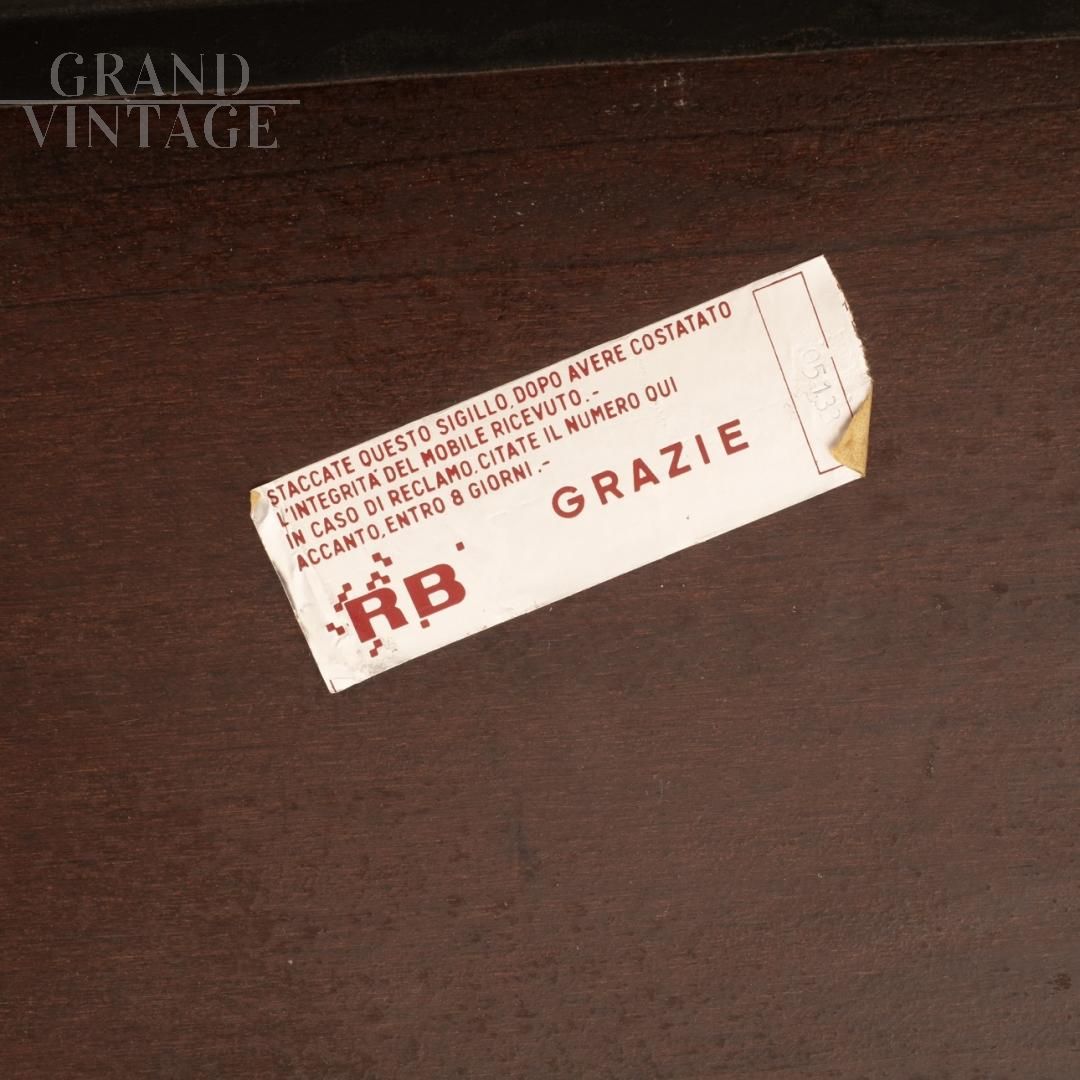 GRAND
VINTAGE
STACCATE QUESTO SIGILLO, DOPO AVERE COSTATATO
L'INTEGRITÀ DEL MOBILE RICEVUTO.-
IN CASO DI RECLAMO, CITATE IL NUMERO QUI
ACCANTO, ENTRO 8 GIORNI.-
GRAZIE
RB